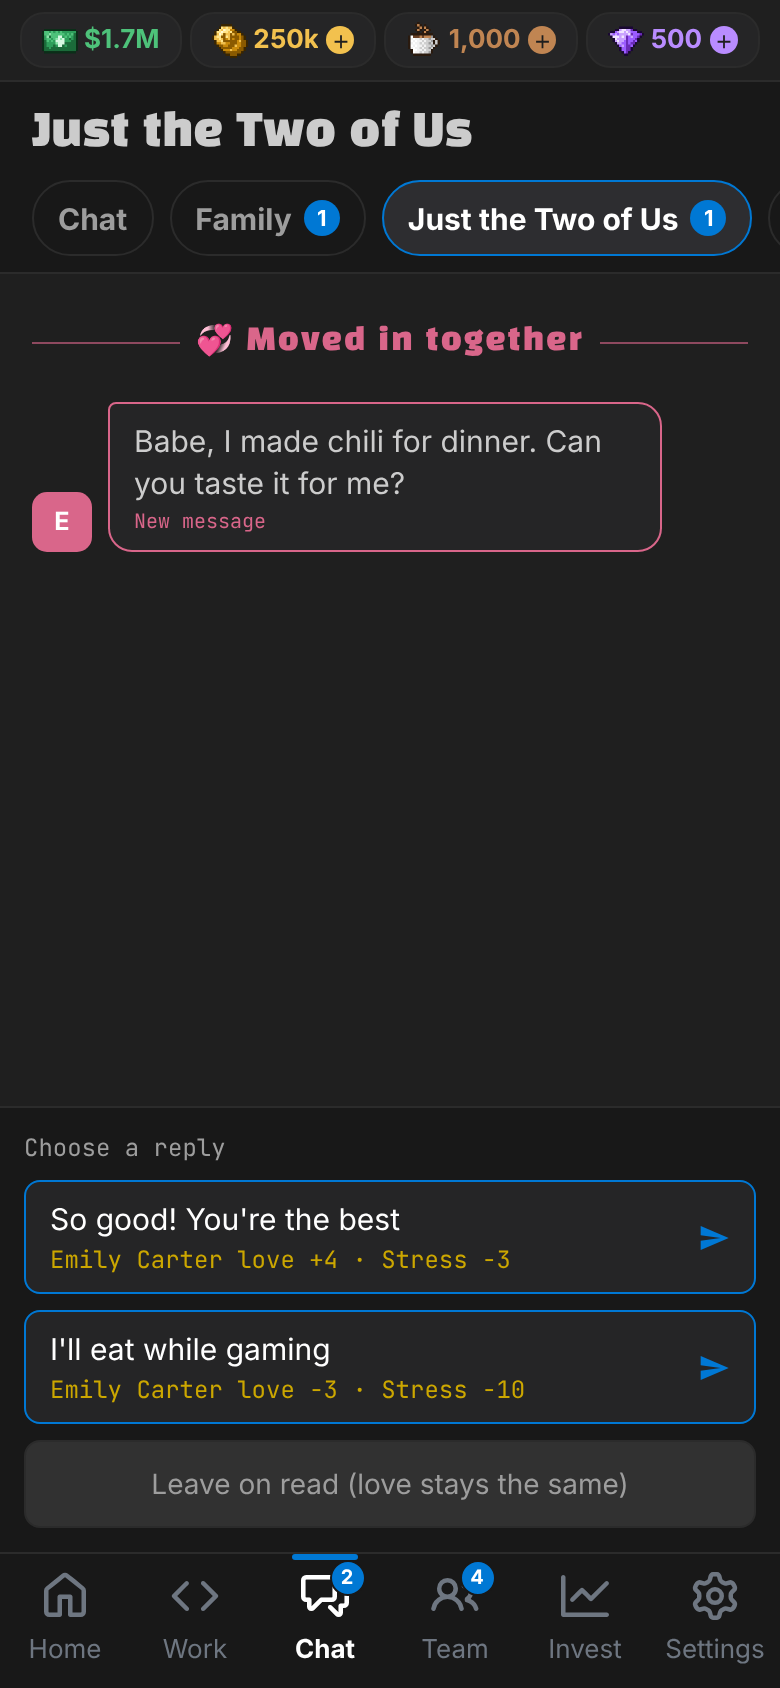 $1.7M 250k + 1,000 + 500 +
Just the Two of Us
Chat Family 1 Just the Two of Us 1
💞 Moved in together
Babe, I made chili for dinner. Can
you taste it for me?
New message
E
Choose a reply
So good! You're the best
Emily Carter love +4 · Stress -3
I'll eat while gaming
Emily Carter love -3 · Stress -10
Leave on read (love stays the same)
2 4
Home Work Chat Team Invest Settings